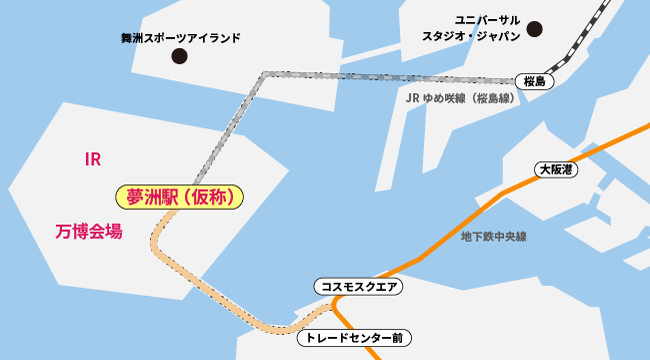 ユニバーサル
スタジオ・ジャパン
舞洲スポーツアイランド
桜島
JRゆめ咲線（桜島線）
IR
大阪港
夢洲駅（仮称）
万博会場
地下鉄中央線
コスモスクエア
トレードセンター前